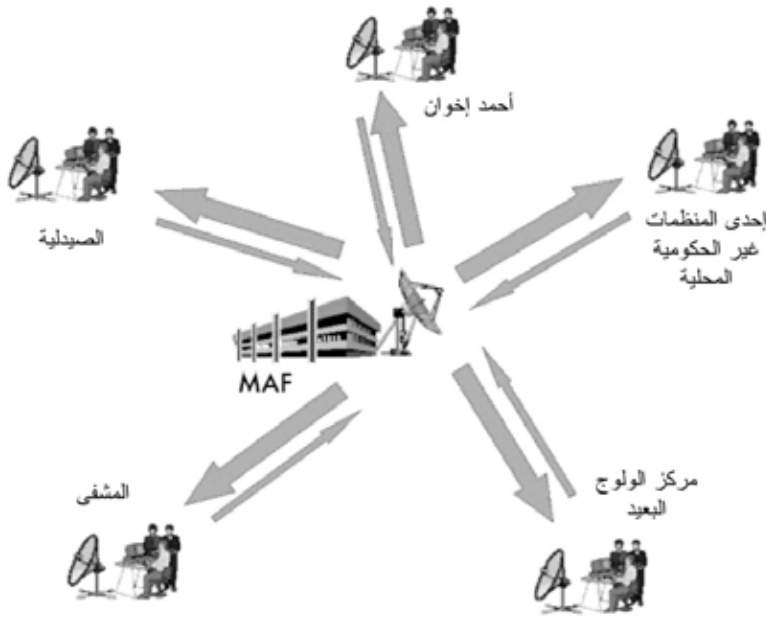 أحمد إخوان
الصيدلية
إحدى المنظمات
غير الحكومية
المحلية
MAF
المشفى
مركز الولوج
البعيد